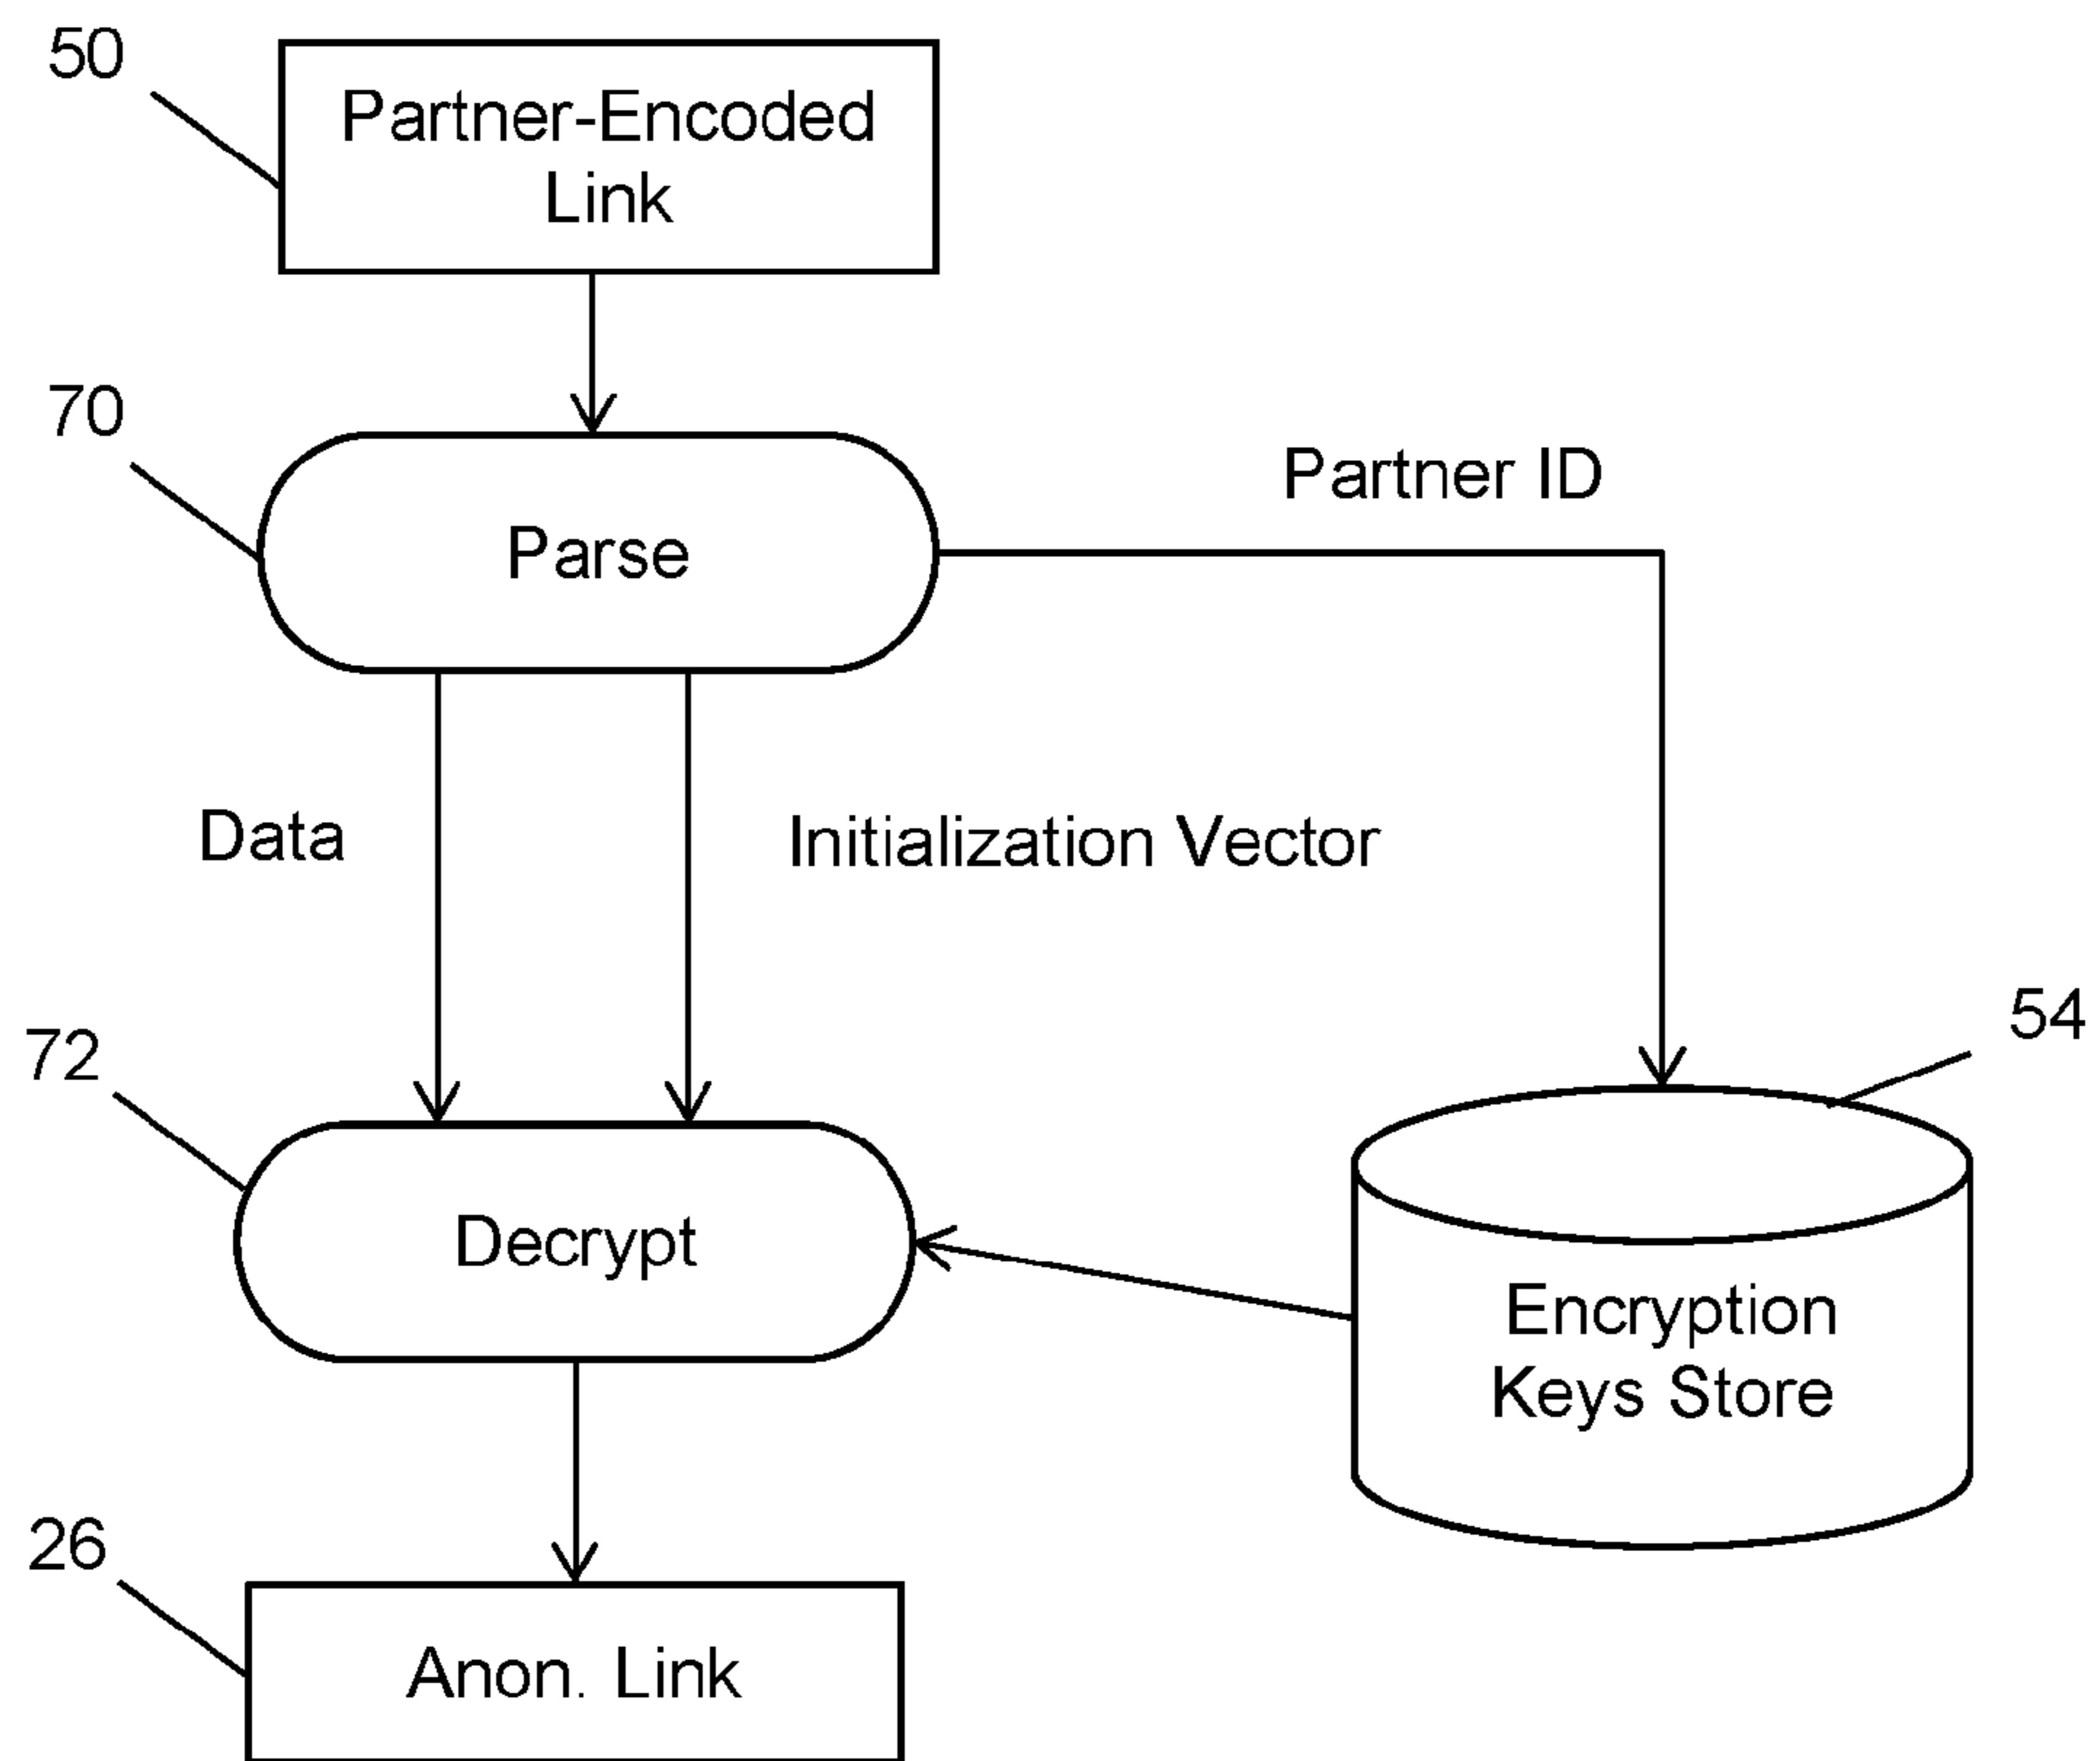 50
Partner-Encoded
Link
70
Parse
Partner ID
Data
Initialization Vector
72
Decrypt
54
Encryption
Keys Store
26
Anon. Link